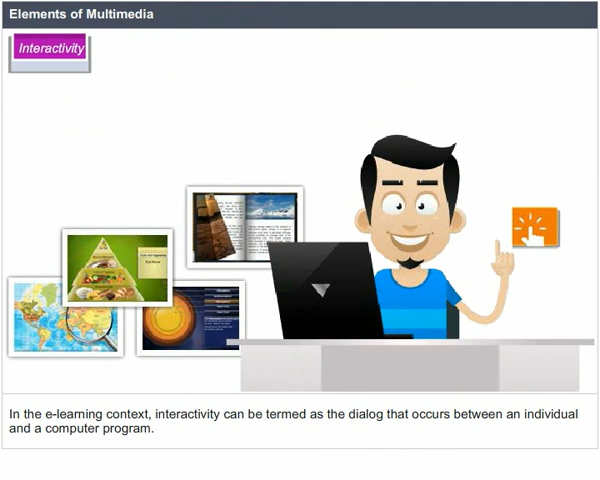 Elements of Multimedia
Interactivity
In the e-learning context, interactivity can be termed as the dialog that occurs between an individual
and a computer program.